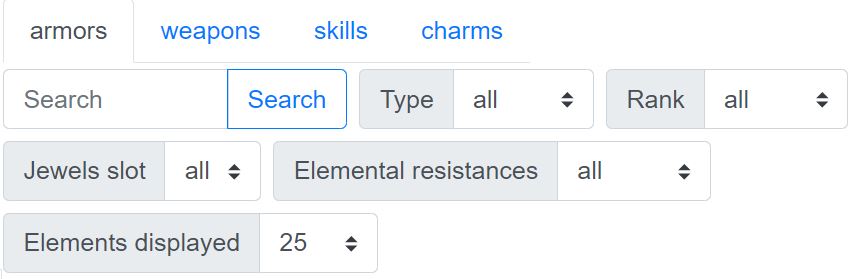 armors weapons skills charms
Search Search Type all Rank all
Jewels slot all Elemental resistances all
Elements displayed 25